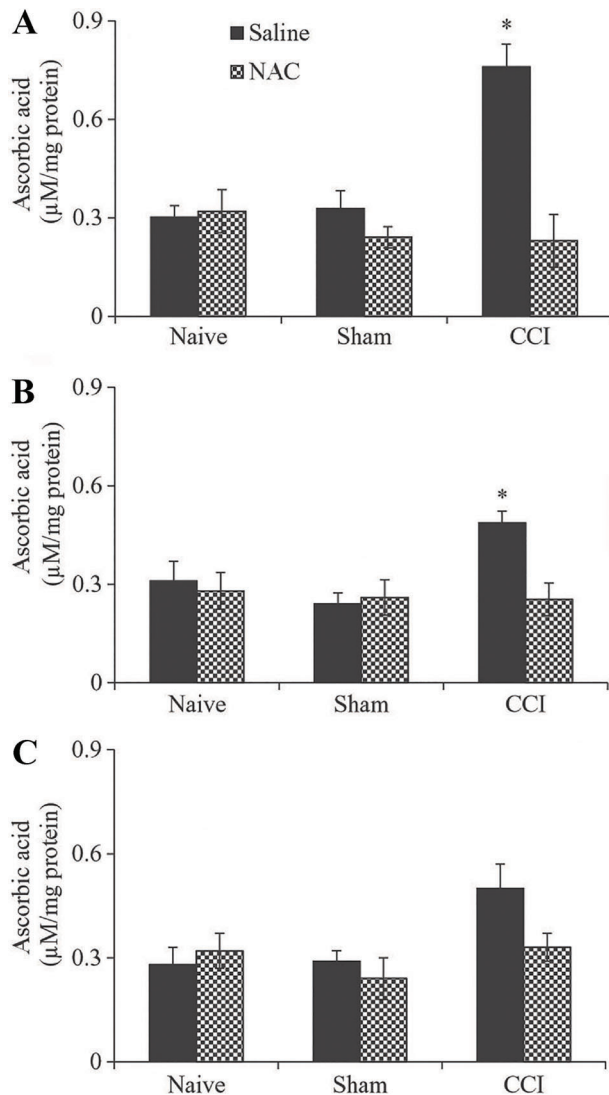 A
Saline
NAC
*
Ascorbic acid
(µM/mg protein)
0.9
0.6
0.3
0
Naive Sham CCI
B
*
Ascorbic acid
(µM/mg protein)
0.9
0.6
0.3
0
Naive Sham CCI
C
Ascorbic acid
(µM/mg protein)
0.9
0.6
0.3
0
Naive Sham CCI